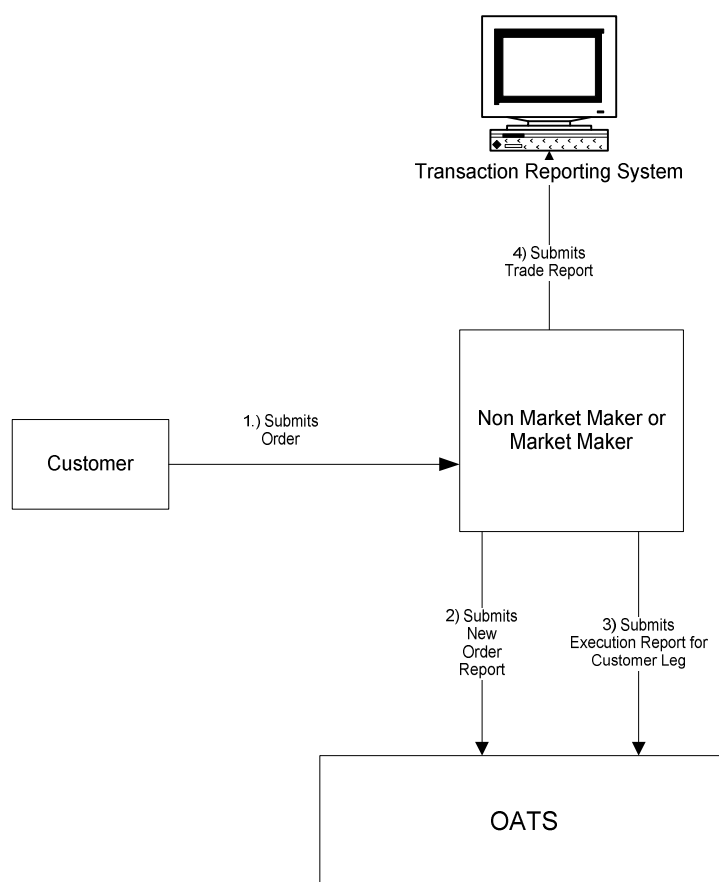 Transaction Reporting System
4) Submits
Trade Report
Non Market Maker or
Market Maker
1.) Submits
Order
Customer
2) Submits
New
Order
Report
3) Submits
Execution Report for
Customer Leg
OATS